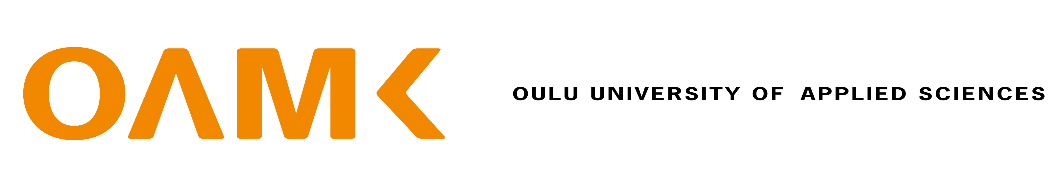 OAMK
OULU UNIVERSITY OF APPLIED SCIENCES